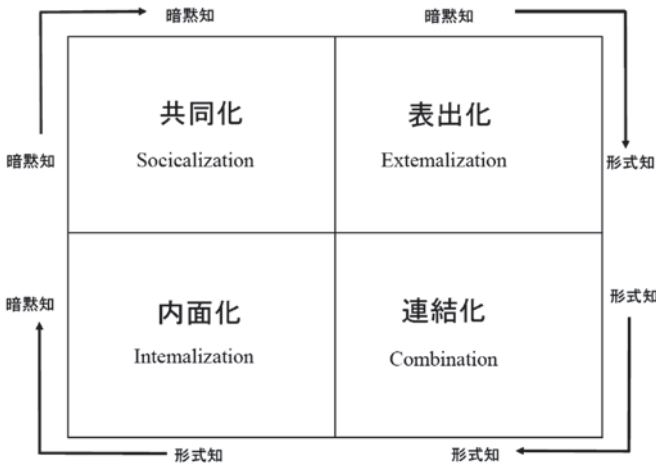 暗黙知 暗黙知
共同化 表出化
暗黙知 Socicalization Extemalization 形式知
暗黙知 形式知
内面化 連結化
Intemalization Combination
形式知 形式知